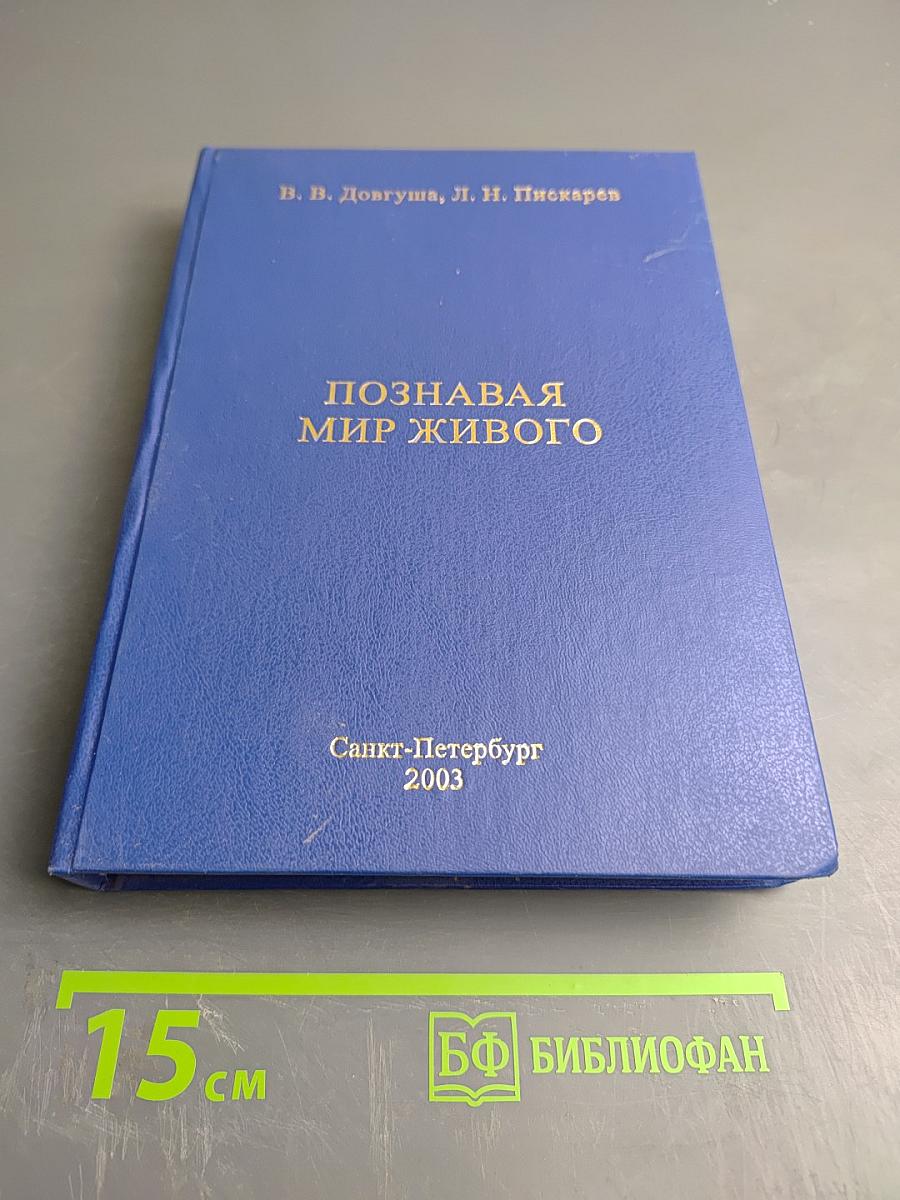 В. В. Довгуша, Л. Н. Пискарев
ПОЗНАВАЯ
МИР ЖИВОГО
Санкт-Петербург
2003
15 см
БФ БИБЛИОФАН